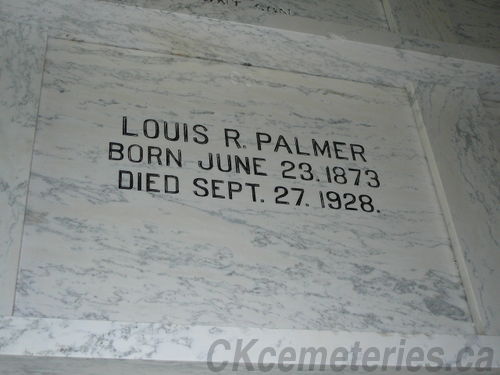 LOUIS R. PALMER
BORN JUNE 23. 1873
DIED SEPT. 27. 1928.
CKcemeteries.ca